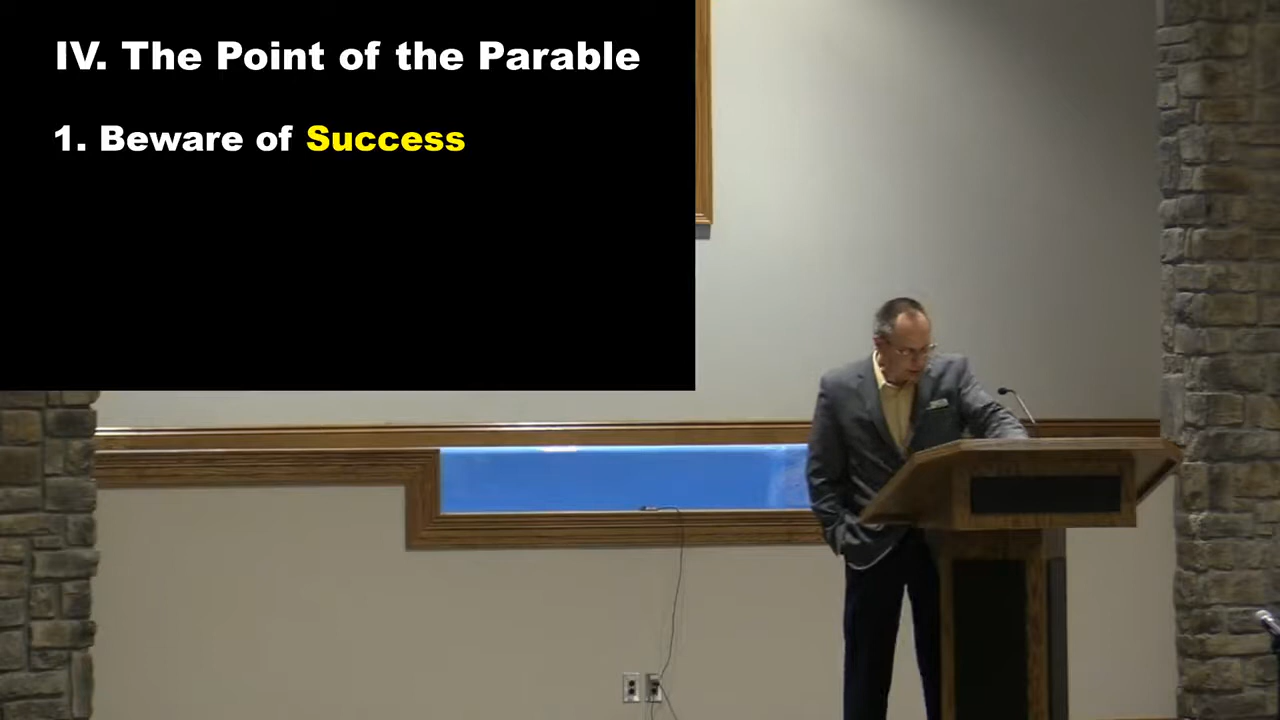 IV. The Point of the Parable
1. Beware of Success